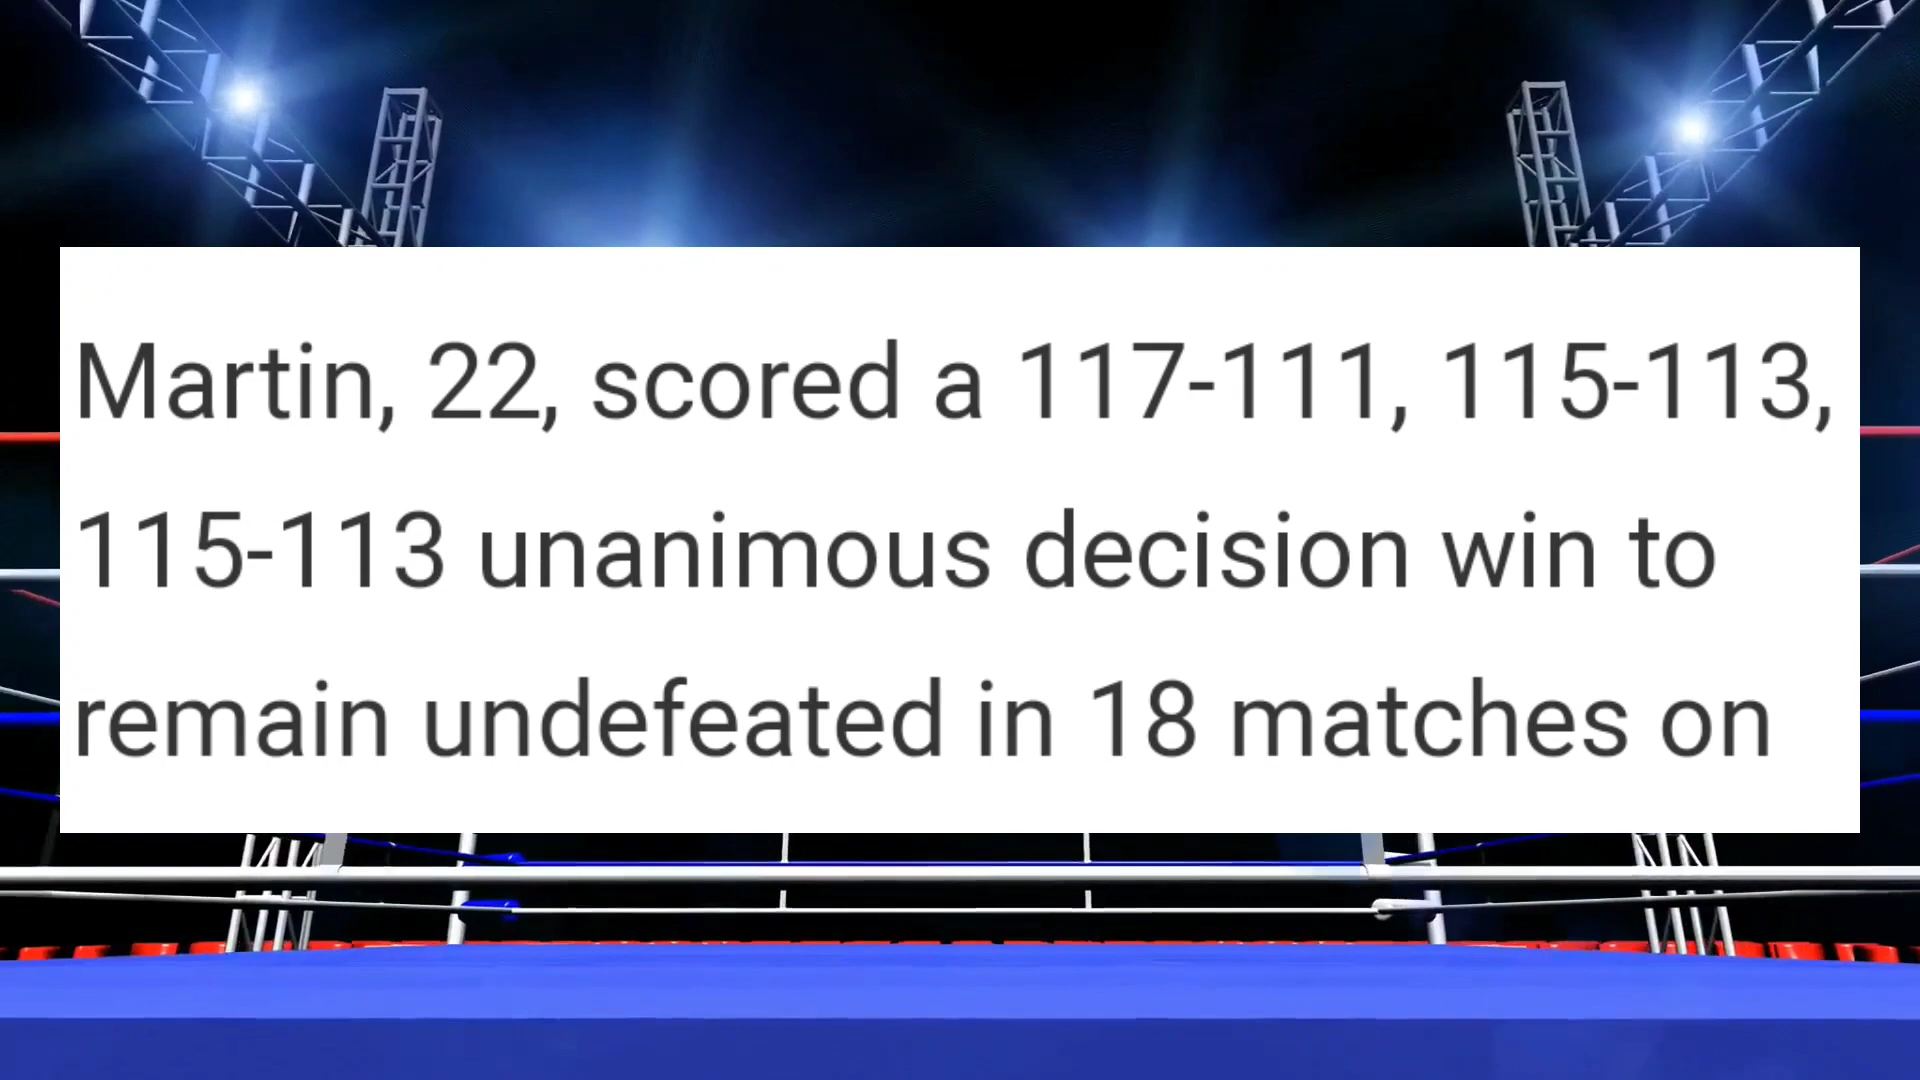 Martin, 22, scored a 117-111, 115-113,
115-113 unanimous decision win to
remain undefeated in 18 matches on